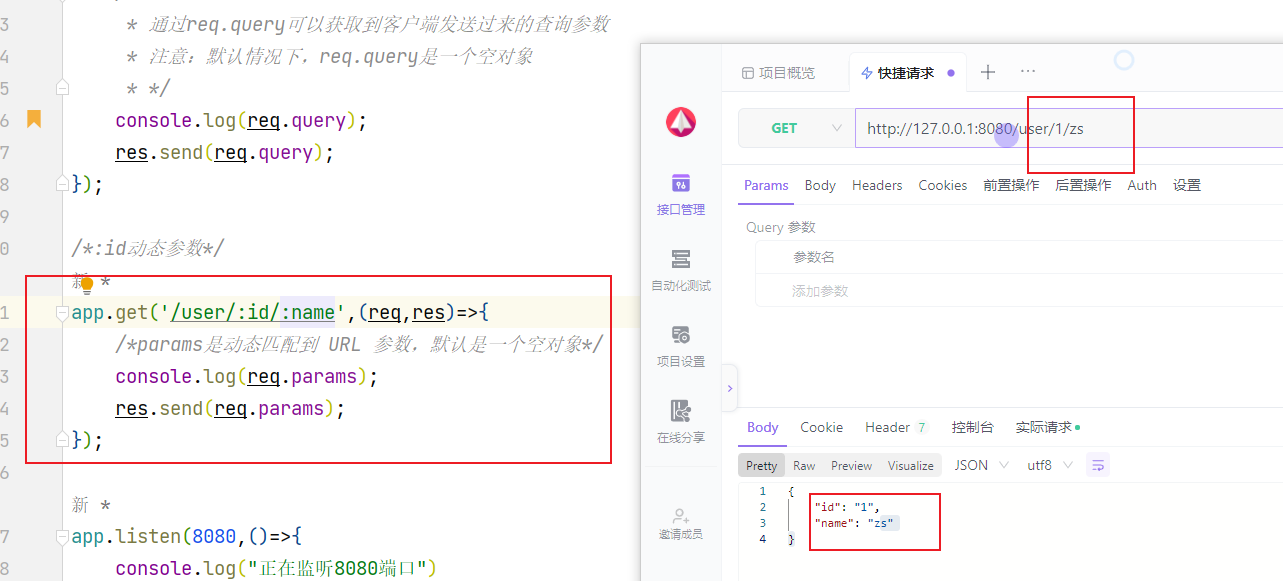 3
* 通过req.query可以获取到客户端发送过来的查询参数
4
* 注意：默认情况下，req.query是一个空对象
5
* */
6
console.log(req.query);
7
res.send(req.query);
8
});
9
0
/*:id动态参数*/
新 *
1
app.get('/user/:id/:name',(req,res)=>{
2
/*params是动态匹配到 URL 参数，默认是一个空对象*/
3
console.log(req.params);
4
res.send(req.params);
5
});
6
新 *
7
app.listen(8080,()=>{
8
console.log("正在监听8080端口")
项目概览
快捷请求
GET
http://127.0.0.1:8080/user/1/zs
Params Body Headers Cookies 前置操作 后置操作 Auth 设置
Query 参数
参数名
添加参数
接口管理
自动化测试
项目设置
在线分享
邀请成员
Body Cookie Header 7 控制台 实际请求
Pretty Raw Preview Visualize JSON utf8
1 {
2 "id": "1",
3 "name": "zs"
4 }